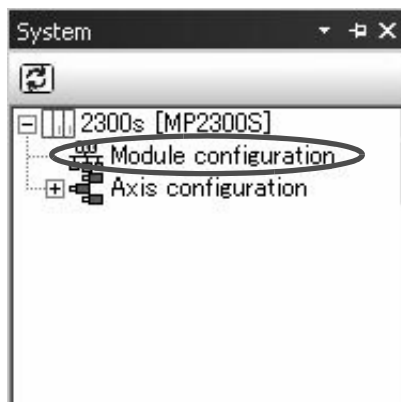 System
2300s [MP2300S]
Module configuration
Axis configuration